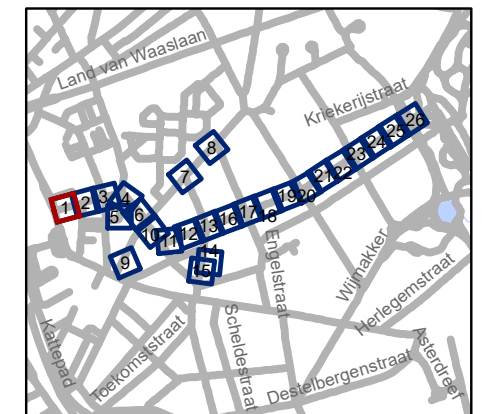 Land van Waaslaan
Kriekerijstraat
8
7
1
2
3
4
5
6
9
10
11
12
13
14
15
16
17
18
19
20
21
22
23
24
25
26
Engelstraat
Wijmakker
Herlegemstraat
Kattepad
Toekomststraat
Scheldestraat
Destelbergenstraat
Asterdreef